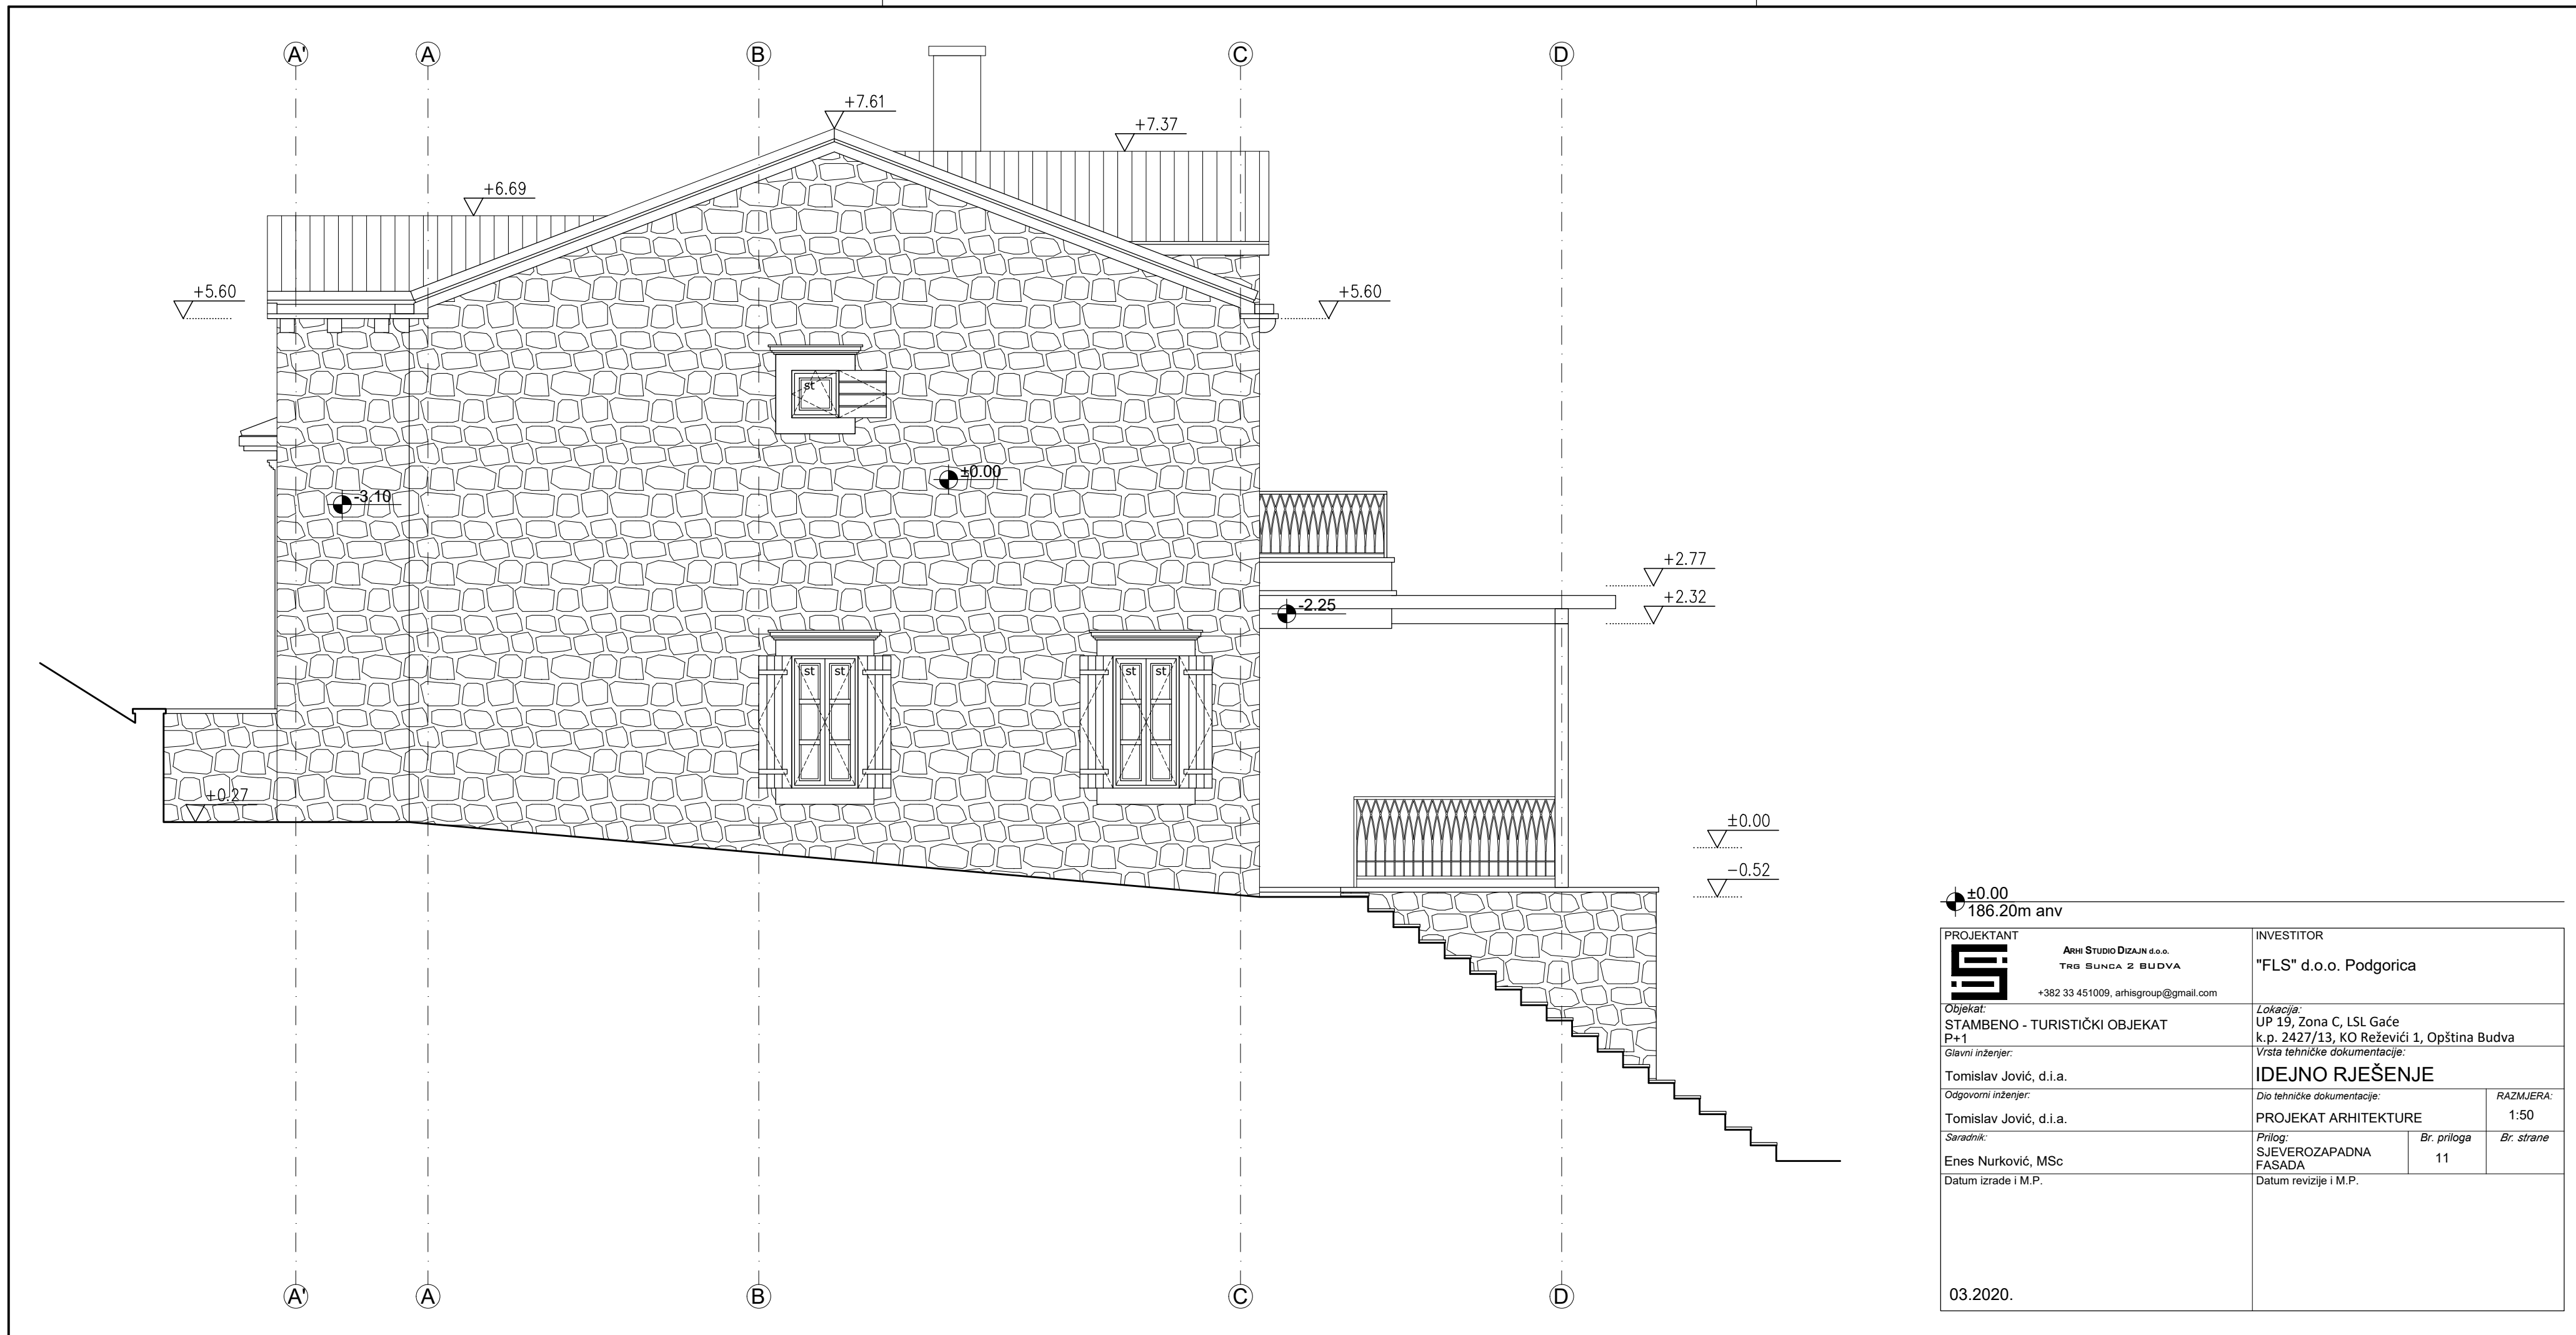 A' A B C D
+7.61
+7.37
+6.69
+5.60
+5.60
st
±0.00
-3.10
+2.77
+2.32
-2.25
st st
st st
+0.27
±0.00
-0.52
A' A B C D
±0.00
186.20m anv
PROJEKTANT
ARHI STUDIO DIZAJN d.o.o.
TRG SUNCA 2 BUDVA
+382 33 451009, arhisgroup@gmail.com
INVESTITOR
"FLS" d.o.o. Podgorica
Objekat:
STAMBENO - TURISTIČKI OBJEKAT
P+1
Lokacija:
UP 19, Zona C, LSL Gaće
k.p. 2427/13, KO Reževići 1, Opština Budva
Glavni inženjer:
Tomislav Jović, d.i.a.
Vrsta tehničke dokumentacije:
IDEJNO RJEŠENJE
Odgovorni inženjer:
Tomislav Jović, d.i.a.
Dio tehničke dokumentacije:
PROJEKAT ARHITEKTURE
RAZMJERA:
1:50
Saradnik:
Enes Nurković, MSc
Prilog:
SJEVEROZAPADNA
FASADA
Br. priloga
11
Br. strane
Datum izrade i M.P.
03.2020.
Datum revizije i M.P.